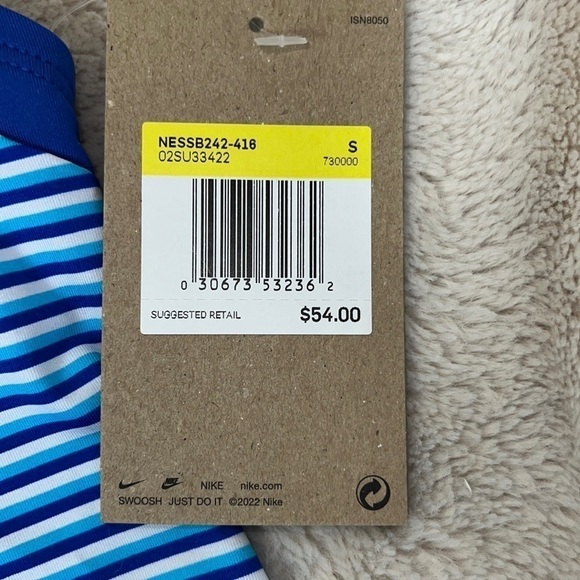 ISN8050
NESSB242-416 S
02SU33422 730000
0 30673 53236 2
SUGGESTED RETAIL $54.00
NIKE nike.com
SWOOSH JUST DO IT ©2022 Nike